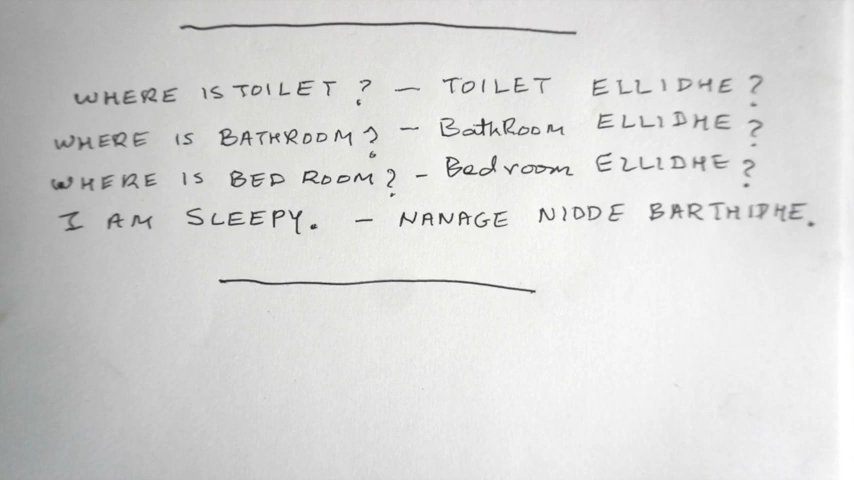 WHERE IS TOILET? - TOILET ELLIDHE?
WHERE IS BATHROOM? - BathRoom ELLIDHE?
WHERE IS BED ROOM? - Bedroom ELLIDHE?
I AM SLEEPY. - NANAGE NIDDE BARTHIDHE.